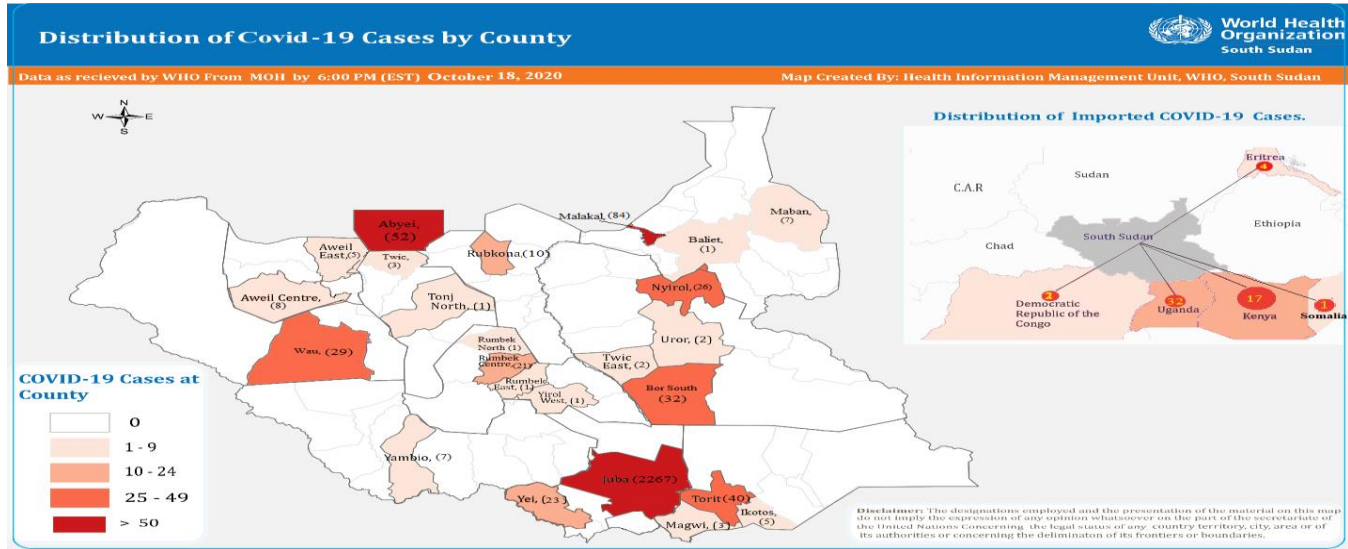 Distribution of Covid-19 Cases by County
World Health
Organization
South Sudan
Data as recieved by WHO From MOH by 6:00 PM (EST) October 18, 2020
Map Created By: Health Information Management Unit, WHO, South Sudan
N
W
E
S
Distribution of Imported COVID-19 Cases.
Eritrea
4
Sudan
C.A.R
Ethiopia
Chad
South Sudan
2
Democratic
Republic of the
Congo
32
Uganda
17
Kenya
1
Somalia
Malakal, (84)
Maban,
(7)
Abyei,
(52)
Baliet,
(1)
Aweil
East,(5)
Twic,
(3)
Rubkona,(10)
Nyirol,(26)
Aweil Centre,
(8)
Tonj
North,(1)
Uror, (2)
Wau, (29)
Rumbek
North (1)
Rumbek
Centre,(21)
Rumbek
East,(1)
Yirol
West,(1)
Twic
East,(2)
Bor South
(32)
Yambio,(7)
Juba (2267)
Yei,(23)
Torit(40)
Ikotos,
(5)
Magwi,(3)
COVID-19 Cases at
County
0
1 - 9
10 - 24
25 - 49
> 50
Disclaimer: The designations employed and the presentation of the material on this map
do not imply the expression of any opinion whatsoever on the part of the secretariate of
the United Nations Concerning the legal status of any country territory, city, area or of
its authorities or concerning the deliminaton of its frontiers or boundaries.